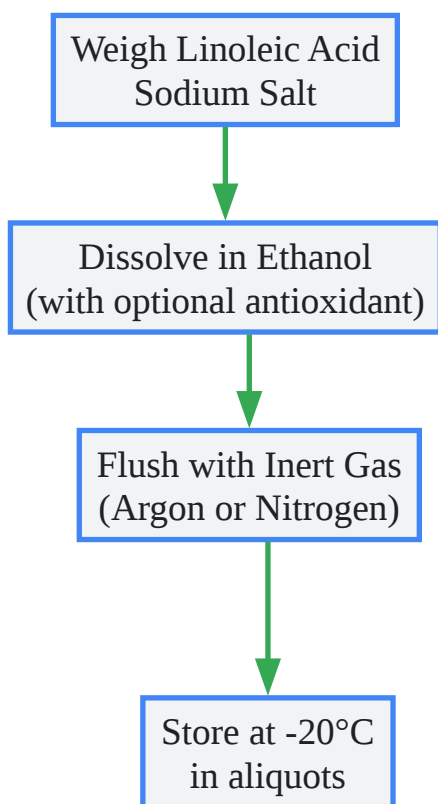 Weigh Linoleic Acid
Sodium Salt
Dissolve in Ethanol
(with optional antioxidant)
Flush with Inert Gas
(Argon or Nitrogen)
Store at -20°C
in aliquots